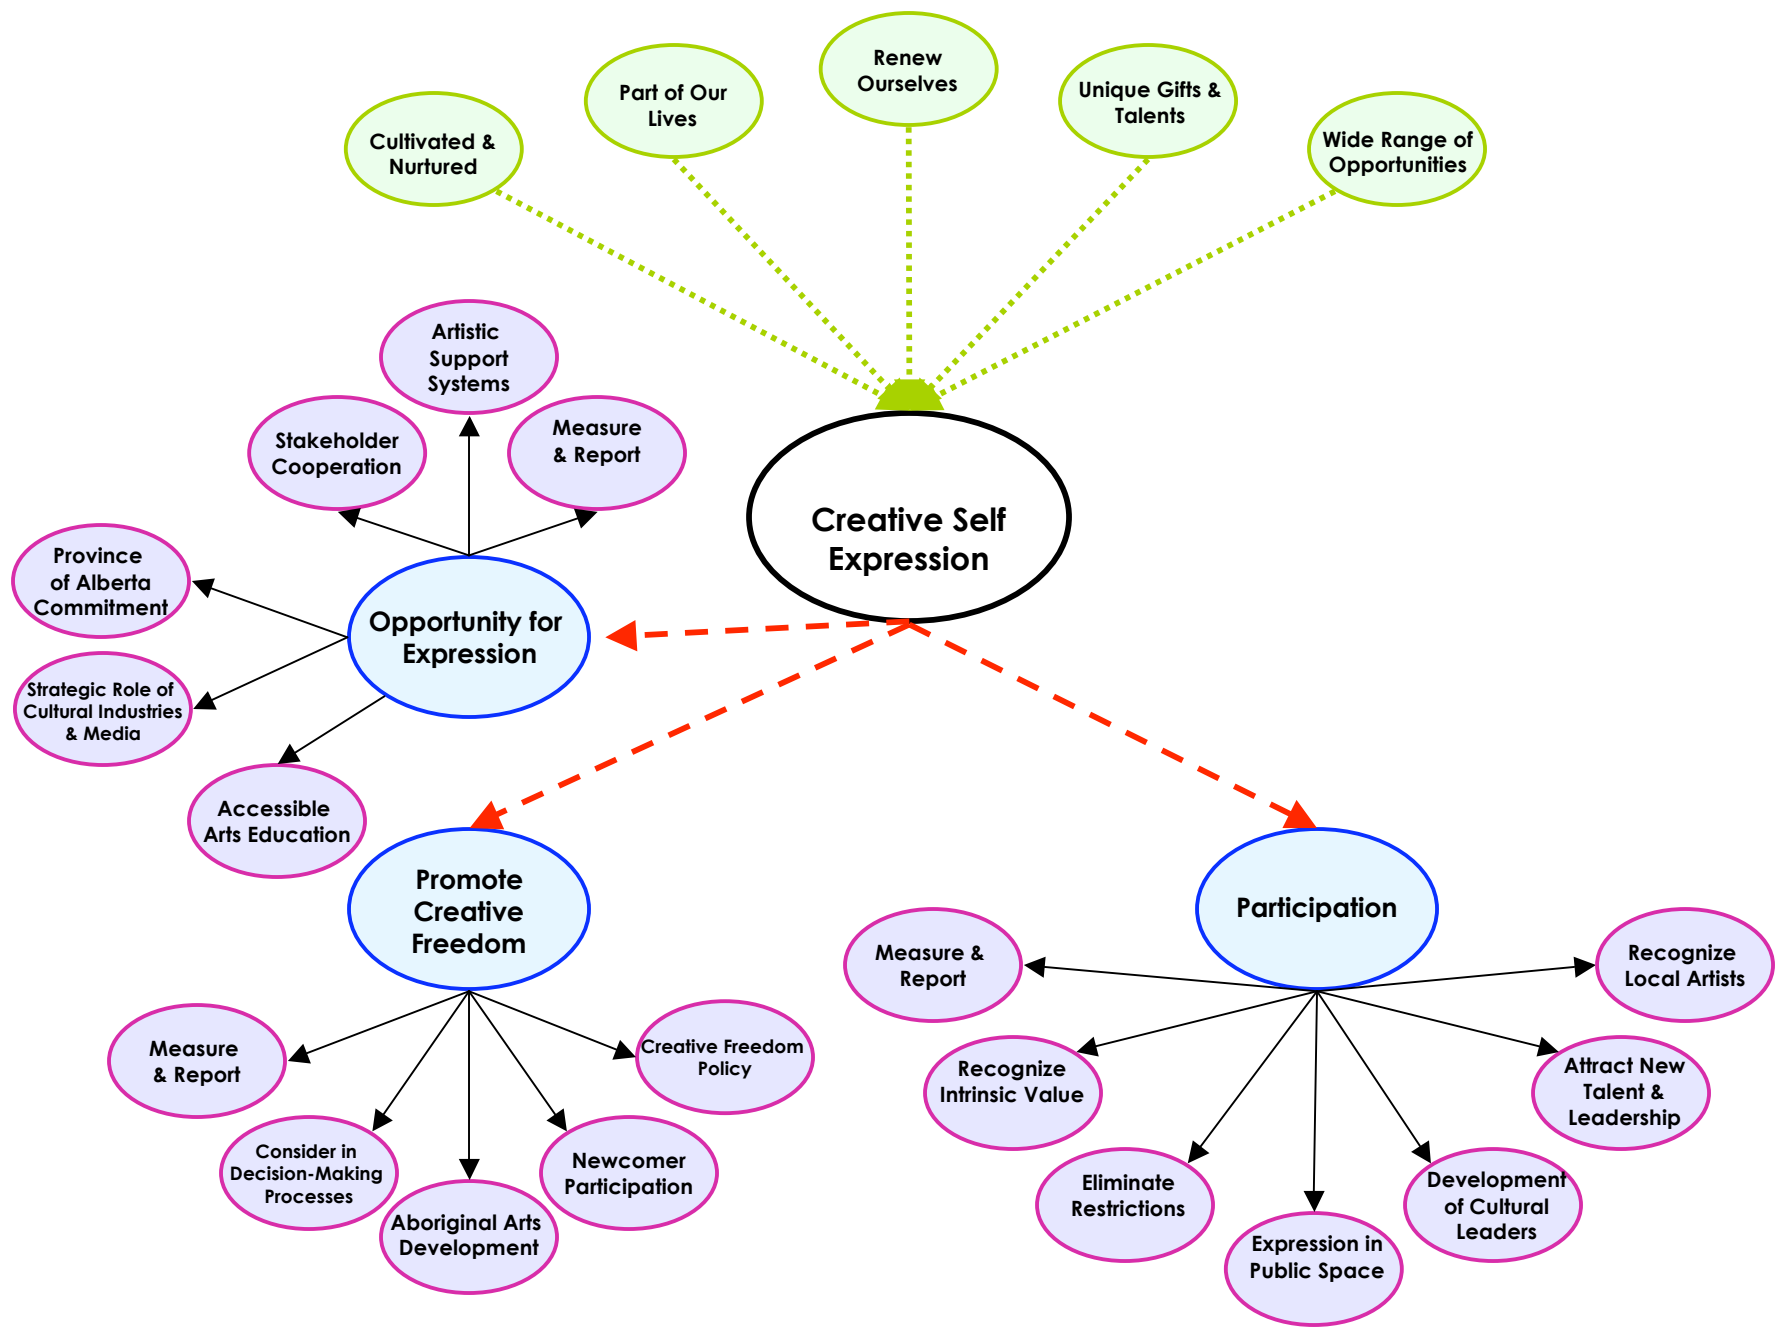 Renew
Ourselves
Part of Our
Lives
Unique Gifts &
Talents
Cultivated &
Nurtured
Wide Range of
Opportunities
Artistic
Support
Systems
Stakeholder
Cooperation
Measure
& Report
Creative Self
Expression
Province
of Alberta
Commitment
Opportunity for
Expression
Strategic Role of
Cultural Industries
& Media
Accessible
Arts Education
Promote
Creative
Freedom
Participation
Measure &
Report
Recognize
Local Artists
Measure
& Report
Creative Freedom
Policy
Recognize
Intrinsic Value
Attract New
Talent &
Leadership
Consider in
Decision-Making
Processes
Newcomer
Participation
Aboriginal Arts
Development
Eliminate
Restrictions
Development
of Cultural
Leaders
Expression in
Public Space